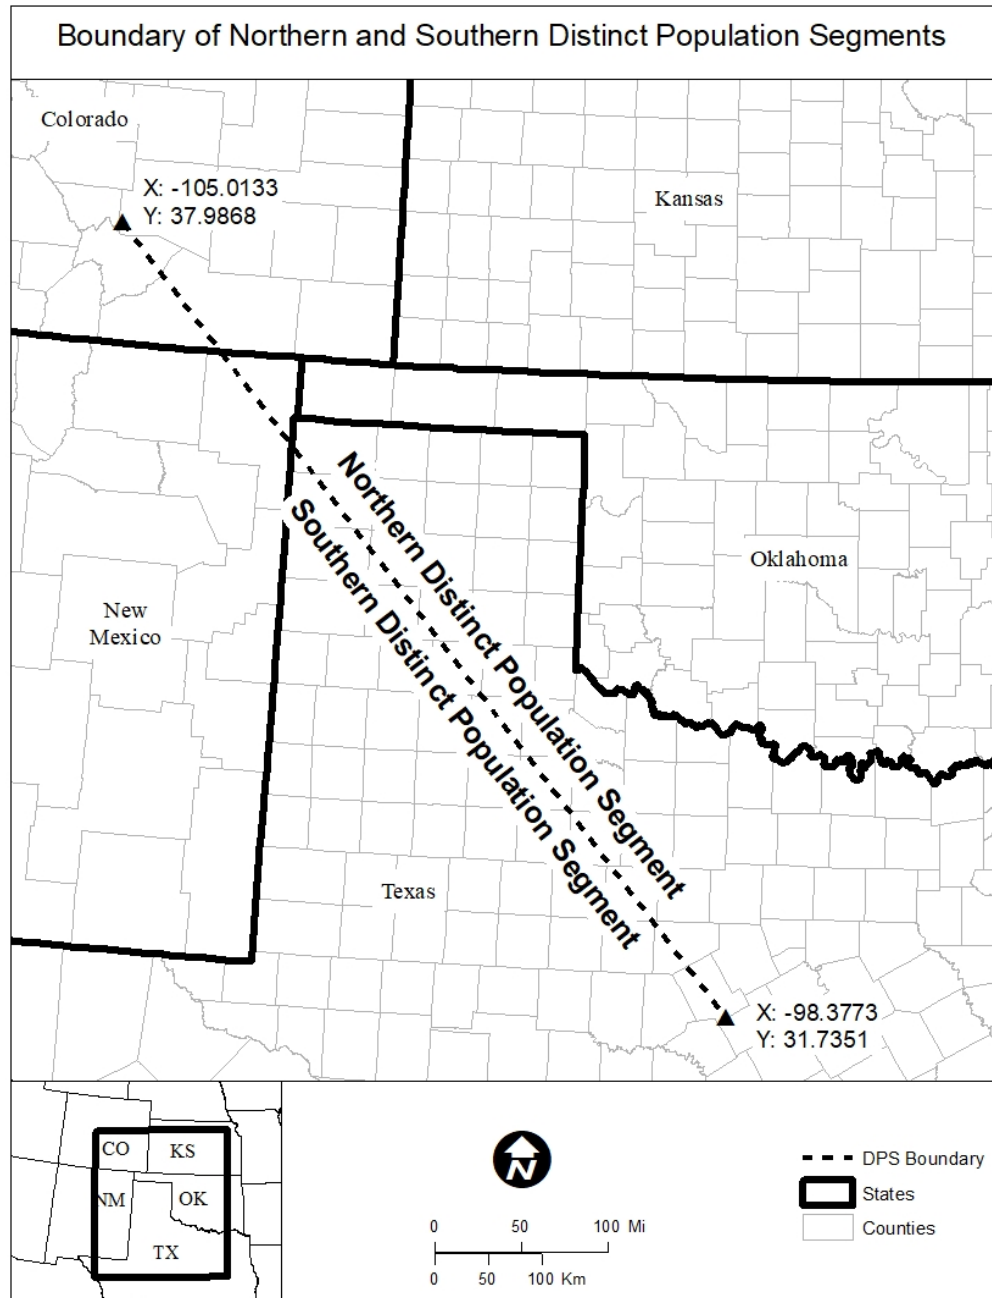 Boundary of Northern and Southern Distinct Population Segments
Colorado
X: -105.0133
Y: 37.9868
Kansas
Northern Distinct Population Segment
Southern Distinct Population Segment
Oklahoma
New
Mexico
Texas
X: -98.3773
Y: 31.7351
CO
KS
NM
OK
TX
N
0 50 100 Mi
0 50 100 Km
DPS Boundary
States
Counties